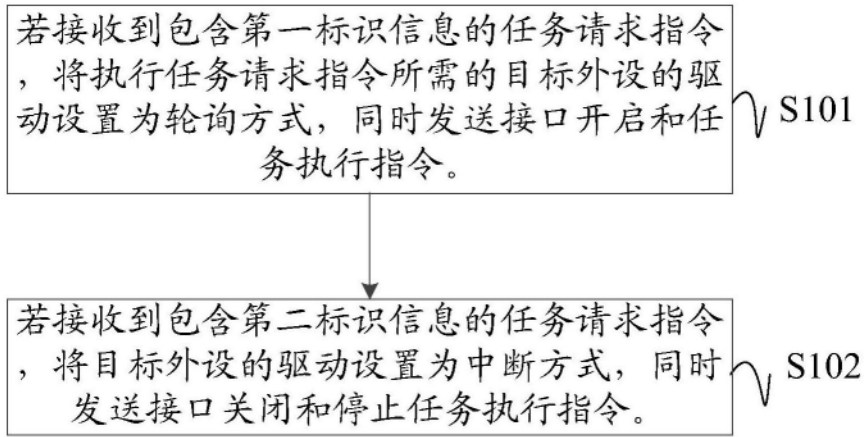 若接收到包含第一标识信息的任务请求指令
，将执行任务请求指令所需的目标外设的驱
动设置为轮询方式，同时发送接口开启和任
务执行指令。
S101
若接收到包含第二标识信息的任务请求指令
，将目标外设的驱动设置为中断方式，同时
发送接口关闭和停止任务执行指令。
S102